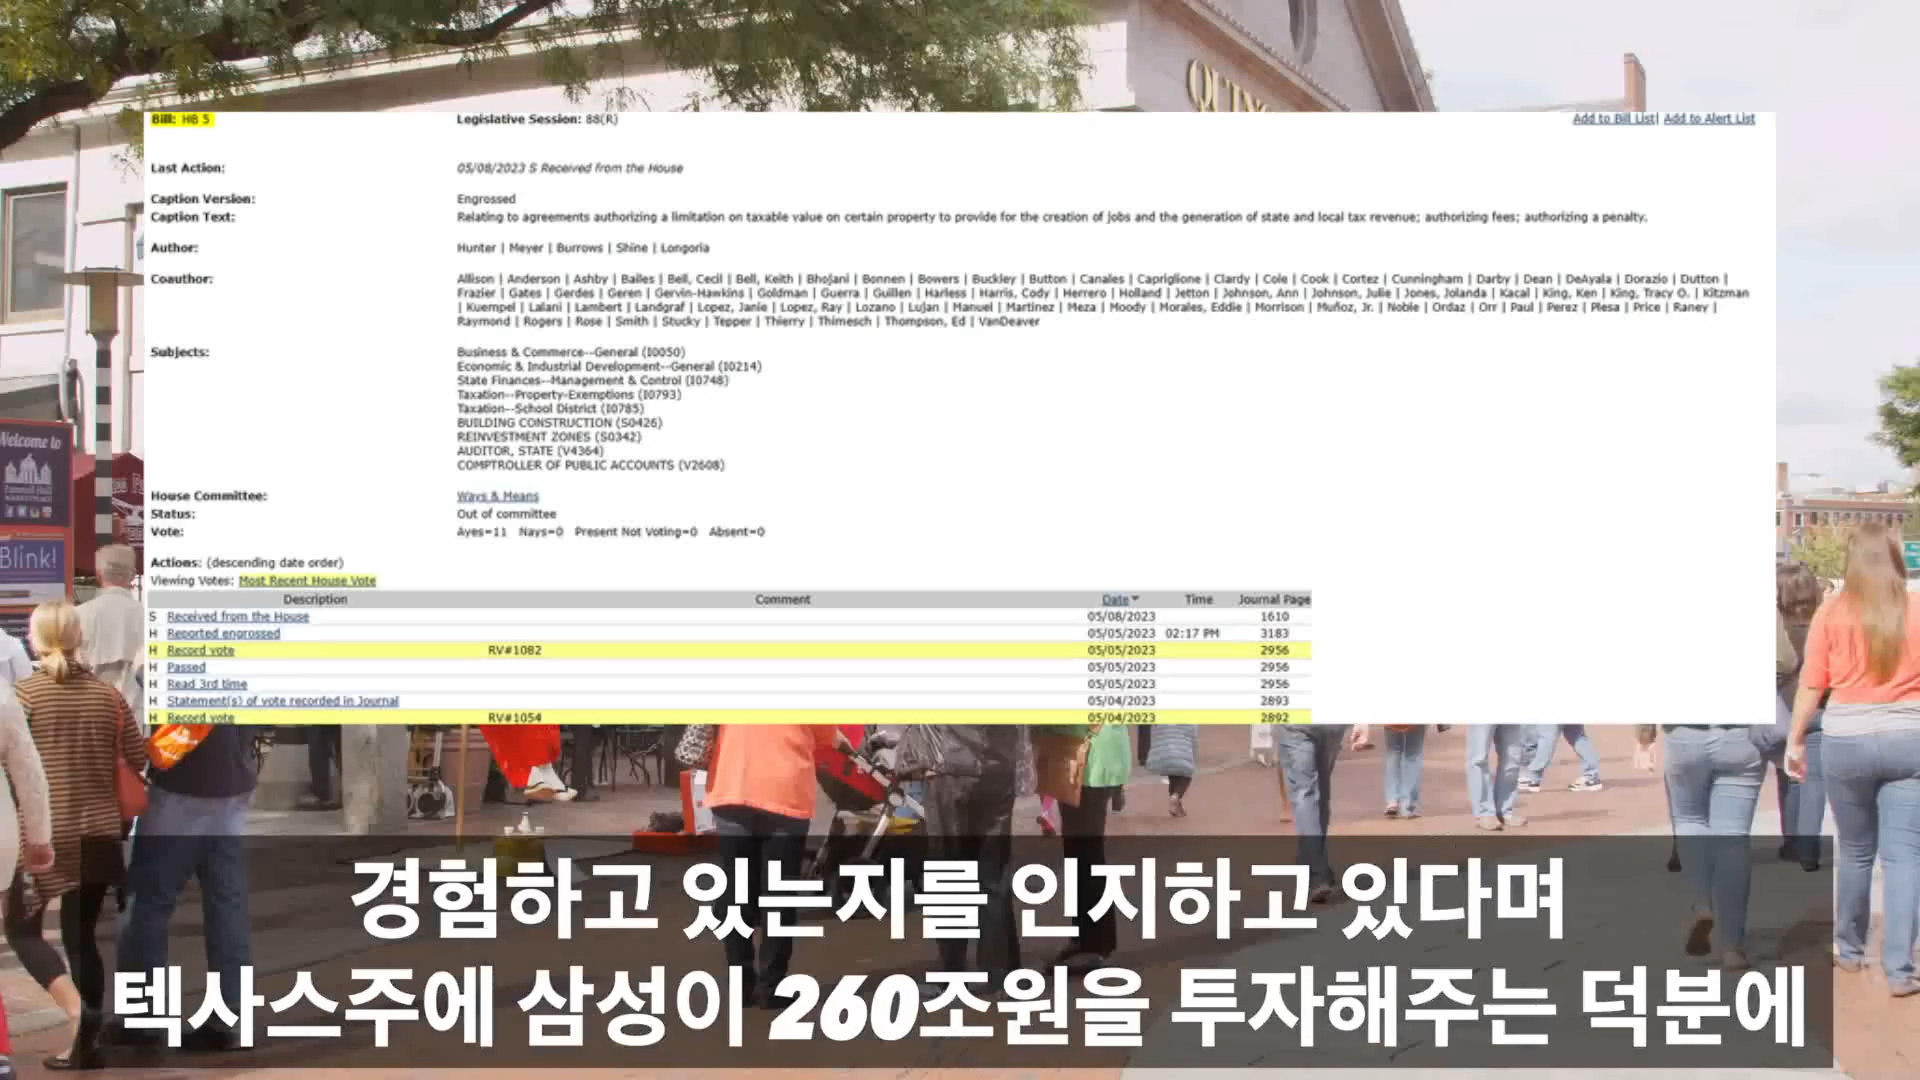 QUIN
Bill: HB 5 Legislative Session: 88(R) Add to Bill List| Add to Alert List
Last Action: 05/08/2023 S Received from the House
Caption Version: Engrossed
Caption Text: Relating to agreements authorizing a limitation on taxable value on certain property to provide for the creation of jobs and the generation of state and local tax revenue; authorizing fees; authorizing a penalty.
Author: Hunter | Meyer | Burrows | Shine | Longoria
Coauthor: Allison | Anderson | Ashby | Bailes | Bell, Cecil | Bell, Keith | Bhojani | Bonnen | Bowers | Buckley | Button | Canales | Capriglione | Clardy | Cole | Cook | Cortez | Cunningham | Darby | Dean | DeAyala | Dorazio | Dutton |
Frazier | Gates | Gerdes | Geren | Gervin-Hawkins | Goldman | Guerra | Guillen | Harless | Harris, Cody | Herrero | Holland | Jetton | Johnson, Ann | Johnson, Julie | Jones, Jolanda | Kacal | King, Ken | King, Tracy O. | Kitzman
| Kuempel | Lalani | Lambert | Landgraf | Lopez, Janie | Lopez, Ray | Lozano | Lujan | Manuel | Martinez | Meza | Moody | Morales, Eddie | Morrison | Muñoz, Jr. | Noble | Ordaz | Orr | Paul | Perez | Plesa | Price | Raney |
Raymond | Rogers | Rose | Smith | Stucky | Tepper | Thierry | Thimesch | Thompson, Ed | VanDeaver
Subjects: Business & Commerce--General (I0050)
Economic & Industrial Development--General (I0214)
State Finances--Management & Control (I0748)
Taxation--Property-Exemptions (I0793)
Taxation--School District (I0785)
BUILDING CONSTRUCTION (S0426)
REINVESTMENT ZONES (S0342)
AUDITOR, STATE (V4364)
COMPTROLLER OF PUBLIC ACCOUNTS (V2608)
House Committee: Ways & Means
Status: Out of committee
Vote: Ayes=11 Nays=0 Present Not Voting=0 Absent=0
Actions: (descending date order)
Viewing Votes: Most Recent House Vote
Description Comment Date Time Journal Page
S Received from the House 05/08/2023 1610
H Reported engrossed 05/05/2023 02:17 PM 3183
H Record vote RV#1082 05/05/2023 2956
H Passed 05/05/2023 2956
H Read 3rd time 05/05/2023 2956
H Statement(s) of vote recorded in Journal 05/04/2023 2893
H Record vote RV#1054 05/04/2023 2892
Welcome to
Blink!
경험하고 있는지를 인지하고 있다며
텍사스주에 삼성이 260조원을 투자해주는 덕분에